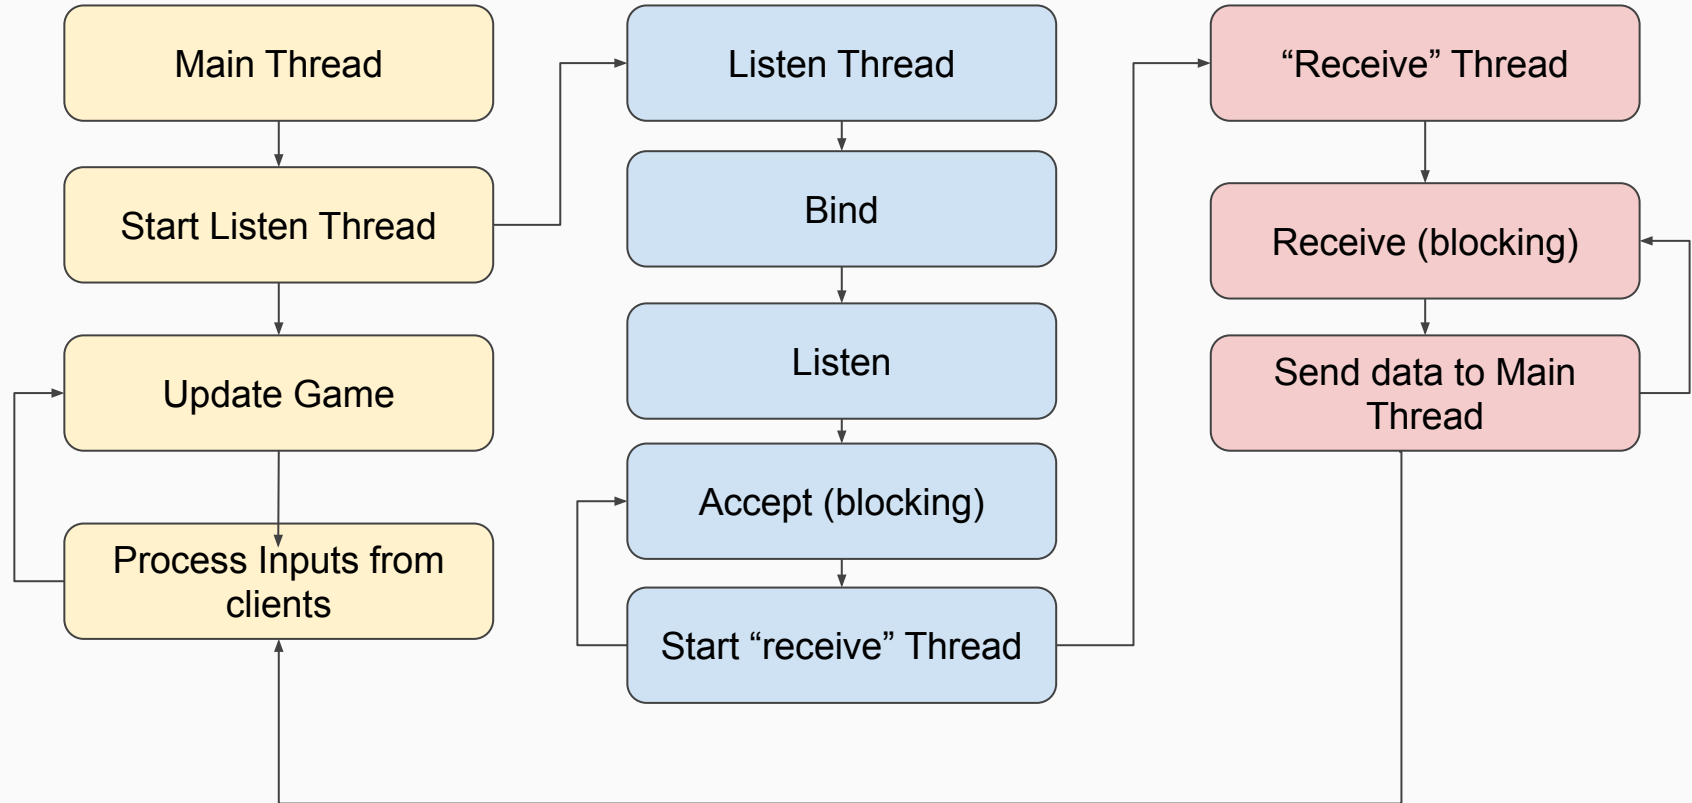 Main Thread
Start Listen Thread
Update Game
Process Inputs from
clients
Listen Thread
Bind
Listen
Accept (blocking)
Start “receive” Thread
“Receive” Thread
Receive (blocking)
Send data to Main
Thread